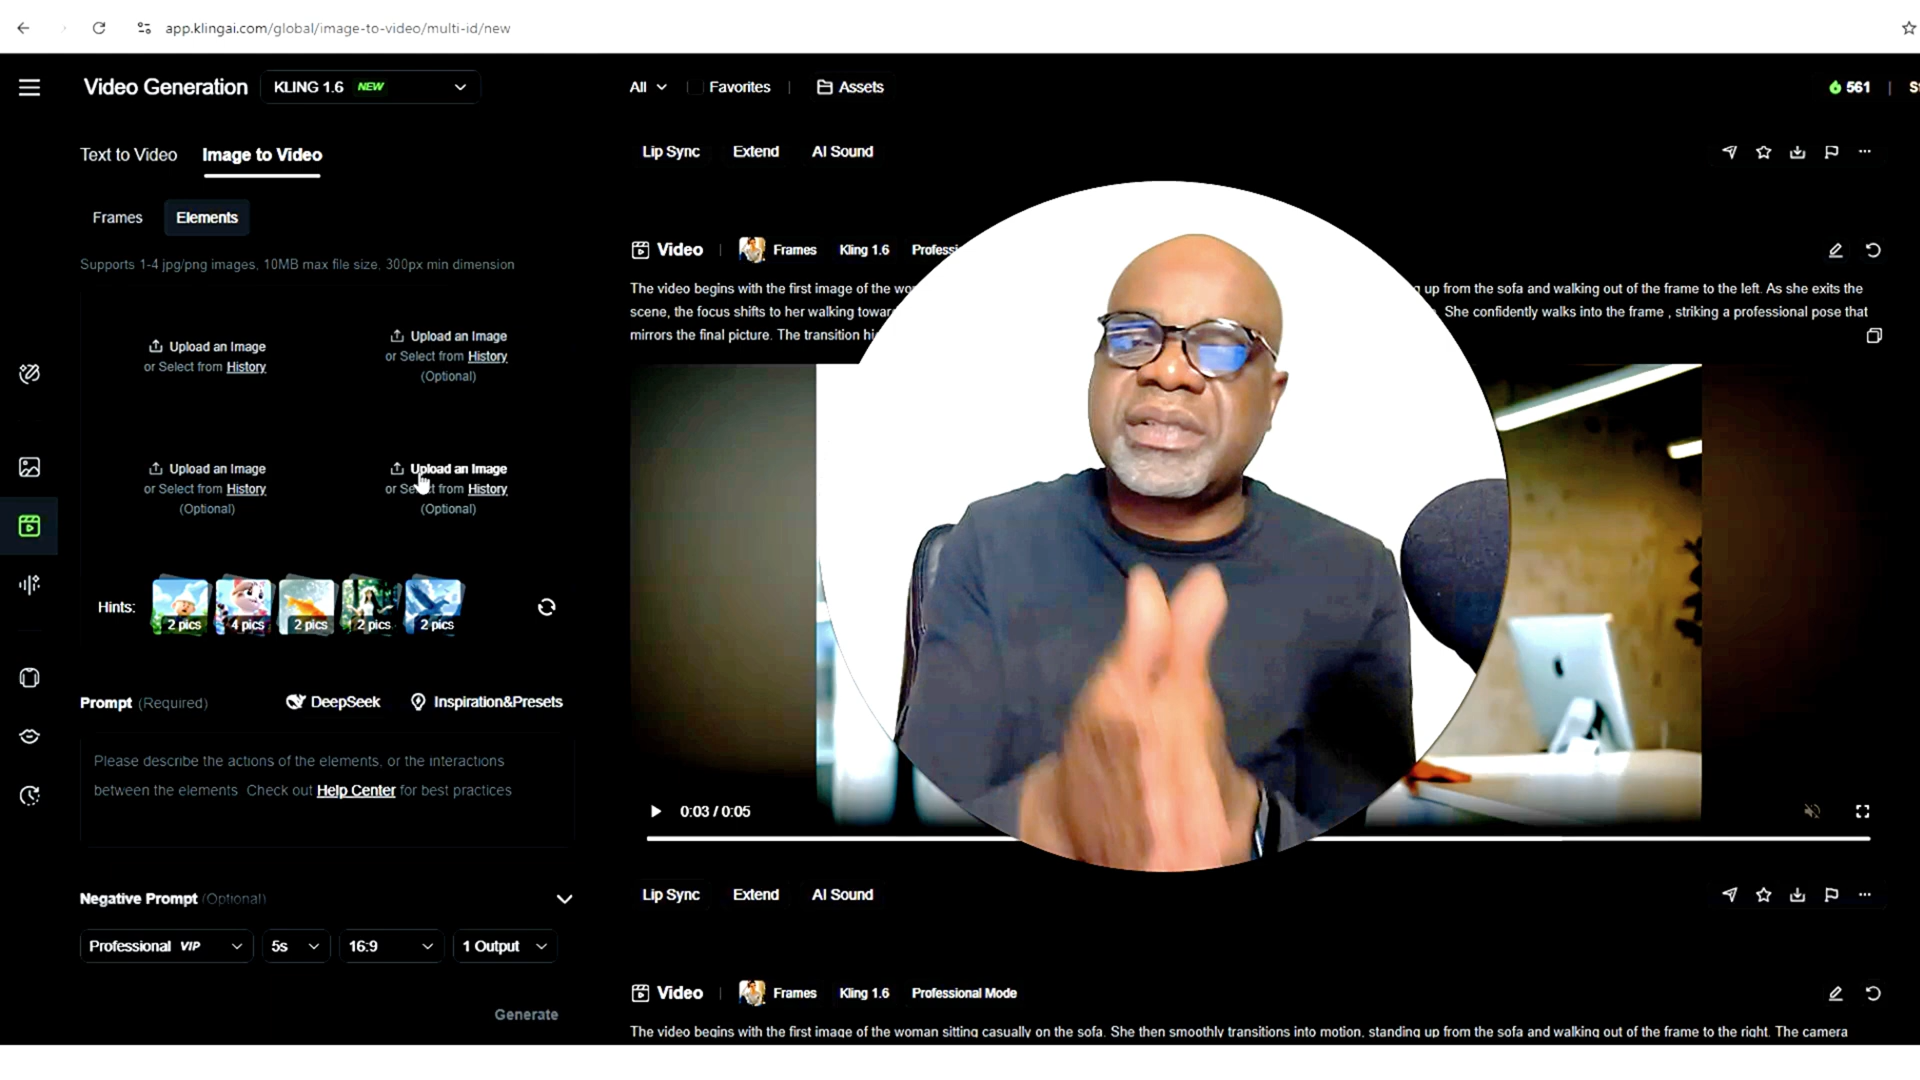 app.klingai.com/global/image-to-video/multi-id/new
Video Generation
KLING 1.6 NEW
All
Favorites
Assets
561
Text to Video
Image to Video
Lip Sync
Extend
AI Sound
Frames
Elements
Supports 1-4 jpg/png images, 10MB max file size, 300px min dimension
Video
Frames
Kling 1.6
The video begins with the first image of the
up from the sofa and walking out of the frame to the left. As she exits the
scene, the focus shifts to her walking
She confidently walks into the frame , striking a professional pose that
mirrors the final picture. The transition
Upload an Image
or Select from History
Upload an Image
or Select from History
(Optional)
Upload an Image
or Select from History
(Optional)
Upload an Image
or Select from History
(Optional)
Hints:
2 pics
4 pics
2 pics
2 pics
2 pics
Prompt (Required)
DeepSeek
Inspiration&Presets
Please describe the actions of the elements, or the interactions
between the elements Check out Help Center for best practices
0:03 / 0:05
Negative Prompt (Optional)
Lip Sync
Extend
AI Sound
Professional VIP
5s
16:9
1 Output
Generate
Video
Frames
Kling 1.6
Professional Mode
The video begins with the first image of the woman sitting casually on the sofa. She then smoothly transitions into motion, standing up from the sofa and walking out of the frame to the right. The camera